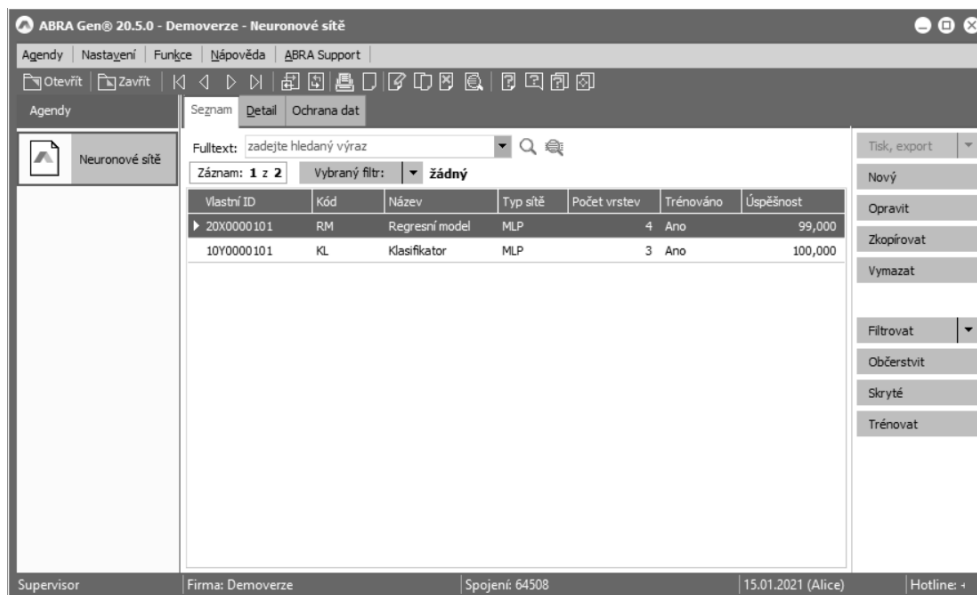 ABRA Gen® 20.5.0 - Demoverze - Neuronové sítě
Agendy Nastavení Funkce Nápověda ABRA Support
Otevřít Zavřít
Agendy
Neuronové sítě
Seznam Detail Ochrana dat
Fulltext: zadejte hledaný výraz
Záznam: 1 z 2 Vybraný filtr: žádný
Vlastní ID Kód Název Typ sítě Počet vrstev Trénováno Úspěšnost
20X0000101 RM Regresní model MLP 4 Ano 99,000
10Y0000101 KL Klasifikator MLP 3 Ano 100,000
Tisk, export
Nový
Opravit
Zkopírovat
Vymazat
Filtrovat
Občerstvit
Skryté
Trénovat
Supervisor Firma: Demoverze Spojení: 64508 15.01.2021 (Alice) Hotline: